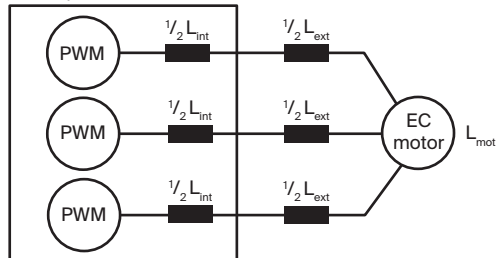 PWM
1/2 Lint
1/2 Lext
PWM
1/2 Lint
1/2 Lext
EC
motor
Lmot
PWM
1/2 Lint
1/2 Lext